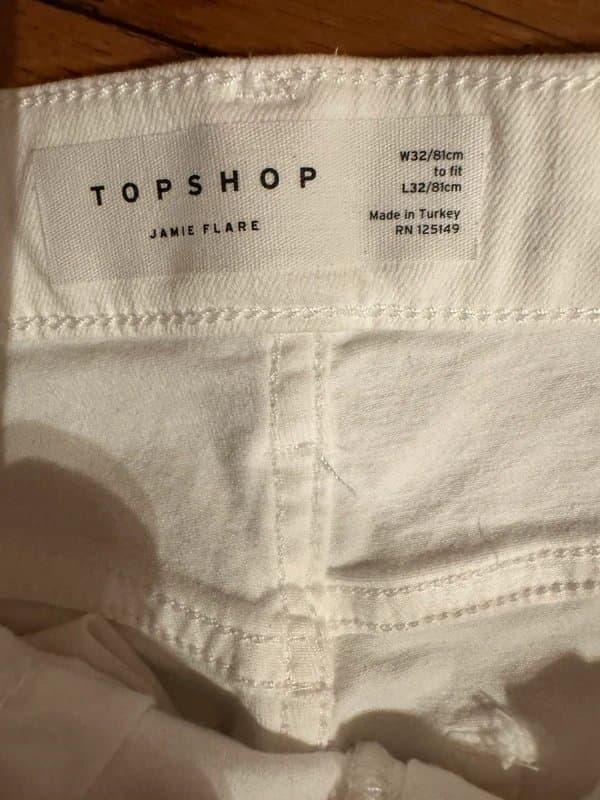 TOPSHOP
JAMIE FLARE
W32/81cm
to fit
L32/81cm
Made in Turkey
RN 125149